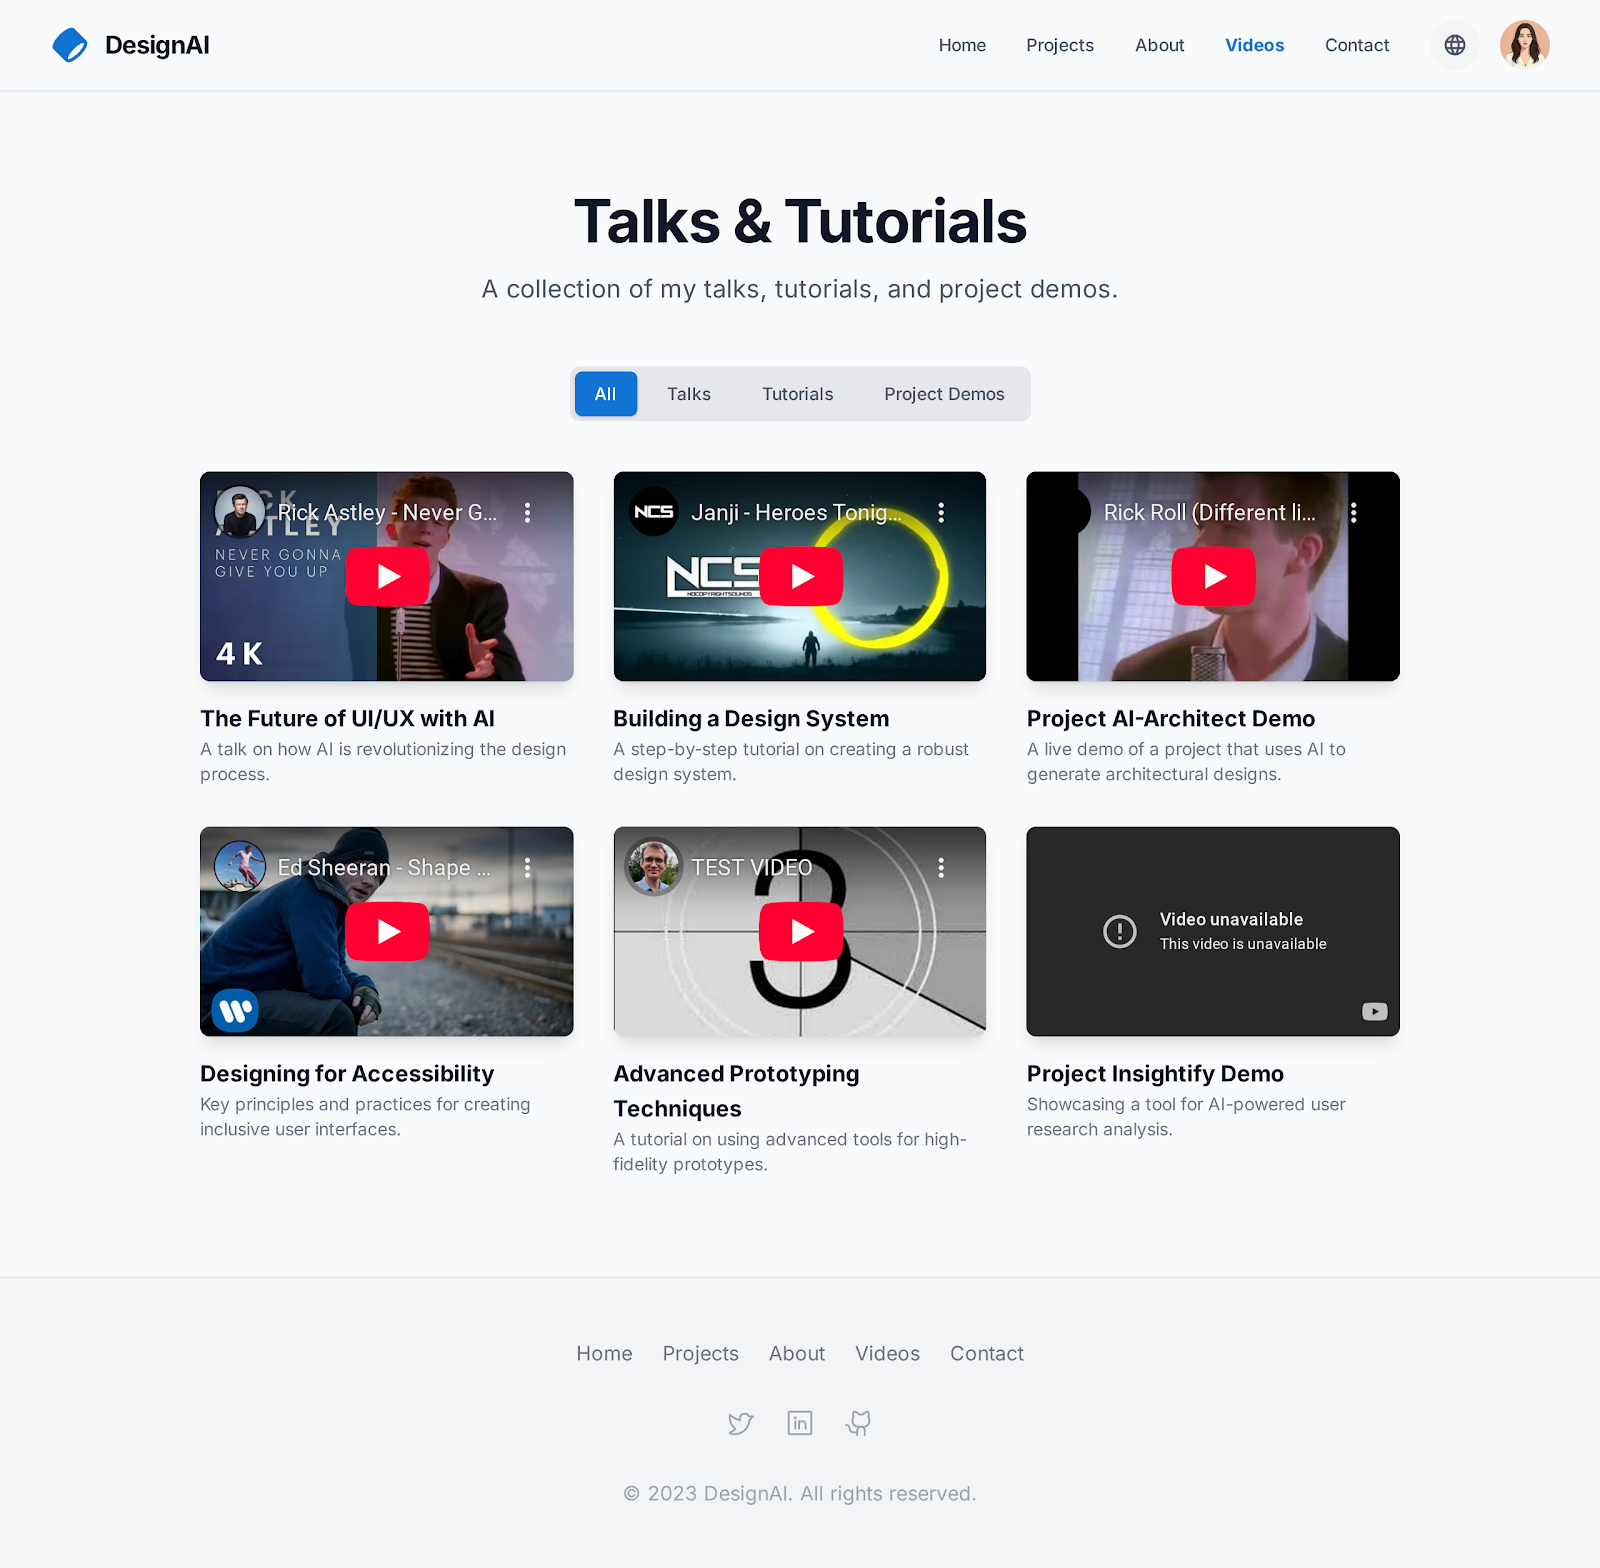 DesignAI
Home
Projects
About
Videos
Contact
Talks & Tutorials
A collection of my talks, tutorials, and project demos.
All
Talks
Tutorials
Project Demos
Rick Astley - Never G...
NEVER GONNA
GIVE YOU UP
4K
NCS
Janji - Heroes Tonig...
NCS
NOCOPYRIGHTSOUNDS
Rick Roll (Different li...
The Future of UI/UX with AI
A talk on how AI is revolutionizing the design
process.
Building a Design System
A step-by-step tutorial on creating a robust
design system.
Project AI-Architect Demo
A live demo of a project that uses AI to
generate architectural designs.
Ed Sheeran - Shape ...
TEST VIDEO
3
Video unavailable
This video is unavailable
Designing for Accessibility
Key principles and practices for creating
inclusive user interfaces.
Advanced Prototyping
Techniques
A tutorial on using advanced tools for high-
fidelity prototypes.
Project Insightify Demo
Showcasing a tool for AI-powered user
research analysis.
Home
Projects
About
Videos
Contact
in
© 2023 DesignAI. All rights reserved.